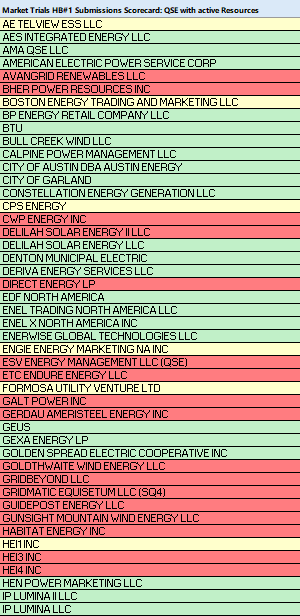 Market Trials HB#1 Submissions Scorecard: QSE with active Resources
AE TELVIEW ESS LLC
AES INTEGRATED ENERGY LLC
AMA QSE LLC
AMERICAN ELECTRIC POWER SERVICE CORP
AVANGRID RENEWABLES LLC
BHER POWER RESOURCES INC
BOSTON ENERGY TRADING AND MARKETING LLC
BP ENERGY RETAIL COMPANY LLC
BTU
BULL CREEK WIND LLC
CALPINE POWER MANAGEMENT LLC
CITY OF AUSTIN DBA AUSTIN ENERGY
CITY OF GARLAND
CONSTELLATION ENERGY GENERATION LLC
CPS ENERGY
CWP ENERGY INC
DELILAH SOLAR ENERGY II LLC
DELILAH SOLAR ENERGY LLC
DENTON MUNICIPAL ELECTRIC
DERIVA ENERGY SERVICES LLC
DIRECT ENERGY LP
EDF NORTH AMERICA
ENEL TRADING NORTH AMERICA LLC
ENEL X NORTH AMERICA INC
ENERWISE GLOBAL TECHNOLOGIES LLC
ENGIE ENERGY MARKETING NA INC
ESV ENERGY MANAGEMENT LLC (QSE)
ETC ENDURE ENERGY LLC
FORMOSA UTILITY VENTURE LTD
GALT POWER INC
GERDAU AMERISTEEL ENERGY INC
GEUS
GEXA ENERGY LP
GOLDEN SPREAD ELECTRIC COOPERATIVE INC
GOLDTHWAITE WIND ENERGY LLC
GRIDBEYOND LLC
GRIDMATIC EQUISETUM LLC (SQ4)
GUIDEPOST ENERGY LLC
GUNSIGHT MOUNTAIN WIND ENERGY LLC
HABITAT ENERGY INC
HEI1 INC
HEI3 INC
HEI4 INC
HEN POWER MARKETING LLC
IP LUMINA II LLC
IP LUMINA LLC